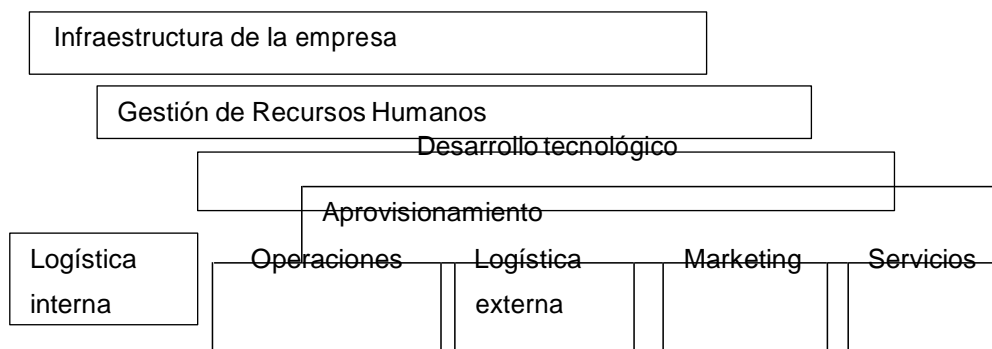 Infraestructura de la empresa
Gestión de Recursos Humanos
Desarrollo tecnológico
Aprovisionamiento
Logística interna
Operaciones
Logística externa
Marketing
Servicios